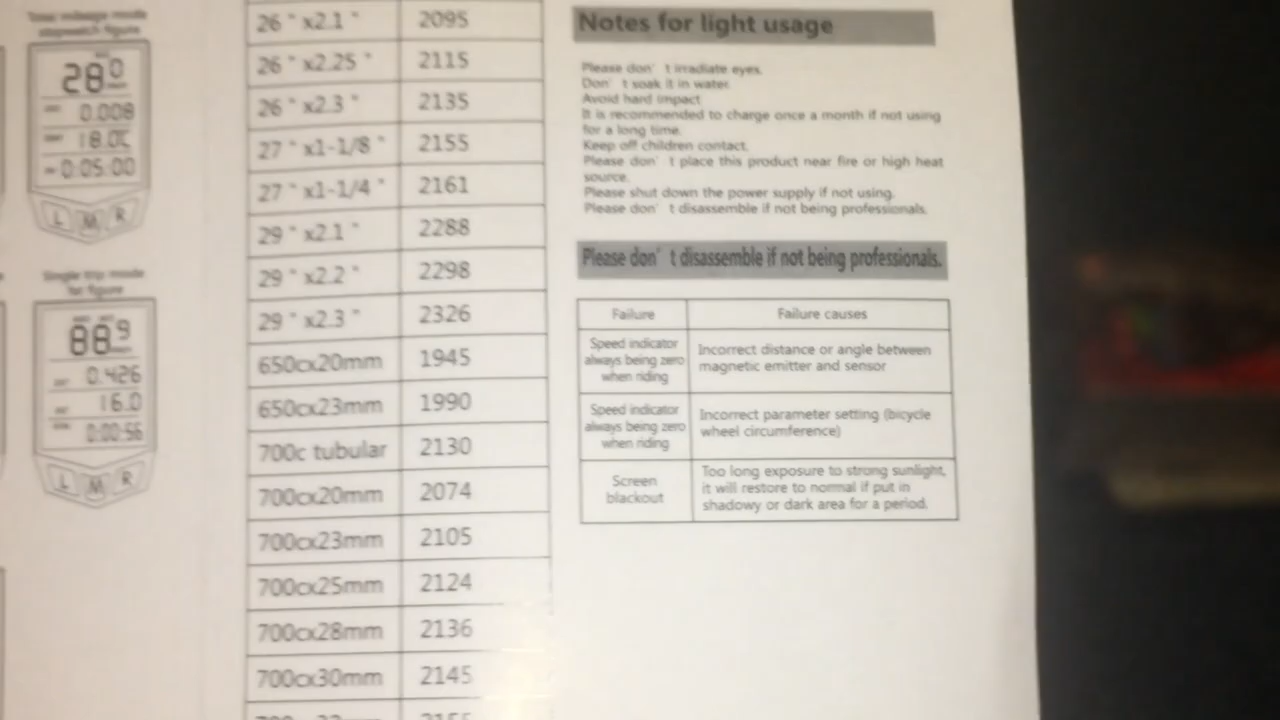 Total mileage mode
stopwatch figure
28 0
0.008
18.0
0:05:00
L M R
Single trip mode
88 9
0.426
16.0
0:00:56
L M R
26 " x2.1 " 2095
26 " x2.25 " 2115
26 " x2.3 " 2135
27 " x1-1/8 " 2155
27 " x1-1/4 " 2161
29 " x2.1 " 2288
29 " x2.2 " 2298
29 " x2.3 " 2326
650cx20mm 1945
650cx23mm 1990
700c tubular 2130
700cx20mm 2074
700cx23mm 2105
700cx25mm 2124
700cx28mm 2136
700cx30mm 2145
Notes for light usage
Please don' t irradiate eyes.
Don' t soak it in water.
Avoid hard impact
It is recommended to charge once a month if not using
for a long time.
Keep off children contact.
Please don' t place this product near fire or high heat
source.
Please shut down the power supply if not using.
Please don' t disassemble if not being professionals.
Please don' t disassemble if not being professionals.
Failure Failure causes
Speed indicator
always being zero
when riding
Incorrect distance or angle between
magnetic emitter and sensor
Speed indicator
always being zero
when riding
Incorrect parameter setting (bicycle
wheel circumference)
Screen
blackout
Too long exposure to strong sunlight,
it will restore to normal if put in
shadowy or dark area for a period.